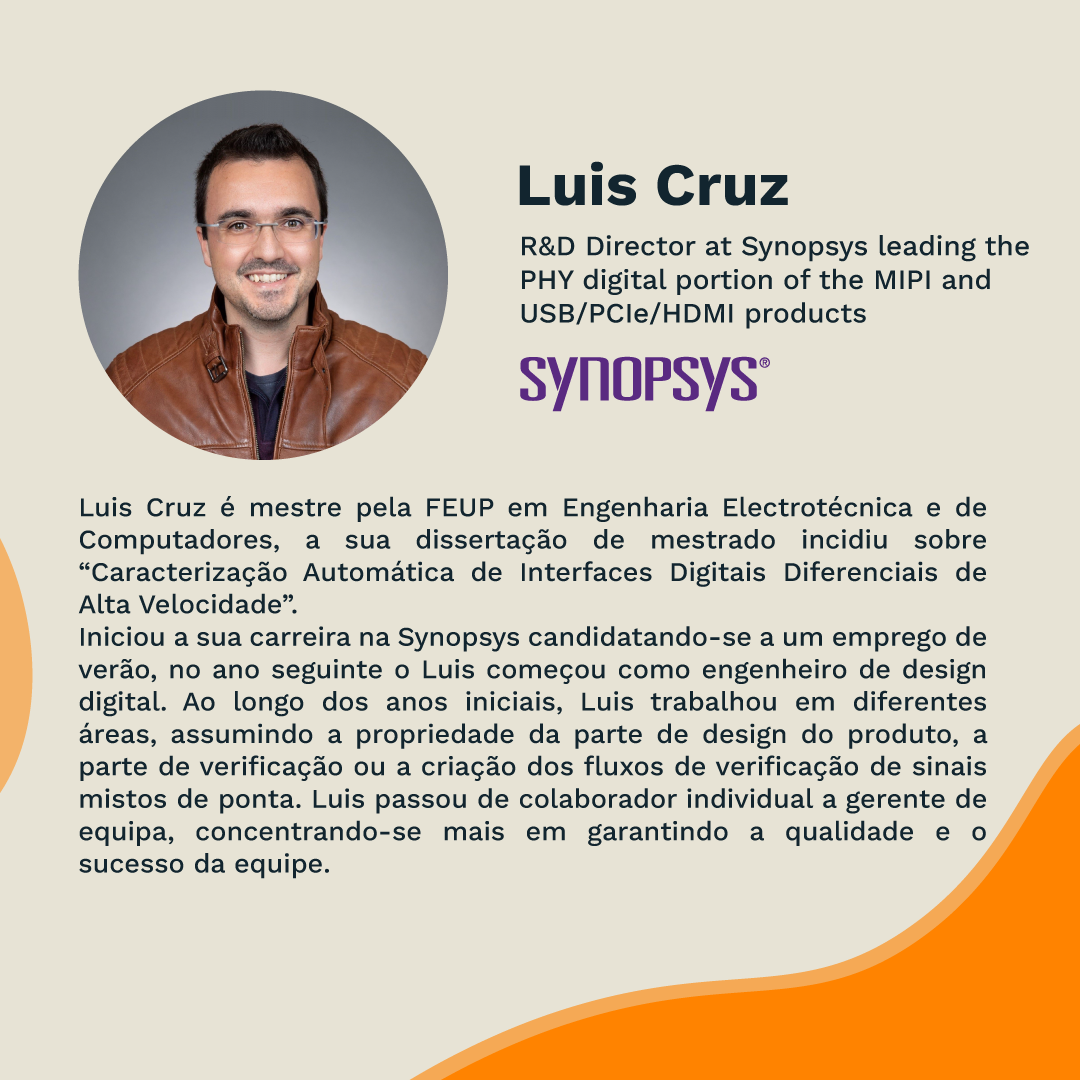 Luis Cruz
R&D Director at Synopsys leading the
PHY digital portion of the MIPI and
USB/PCIe/HDMI products
SYNOPSYS®
Luis Cruz é mestre pela FEUP em Engenharia Electrotécnica e de
Computadores, a sua dissertação de mestrado incidiu sobre
“Caracterização Automática de Interfaces Digitais Diferenciais de
Alta Velocidade”.
Iniciou a sua carreira na Synopsys candidatando-se a um emprego de
verão, no ano seguinte o Luis começou como engenheiro de design
digital. Ao longo dos anos iniciais, Luis trabalhou em diferentes
áreas, assumindo a propriedade da parte de design do produto, a
parte de verificação ou a criação dos fluxos de verificação de sinais
mistos de ponta. Luis passou de colaborador individual a gerente de
equipa, concentrando-se mais em garantindo a qualidade e o
sucesso da equipe.